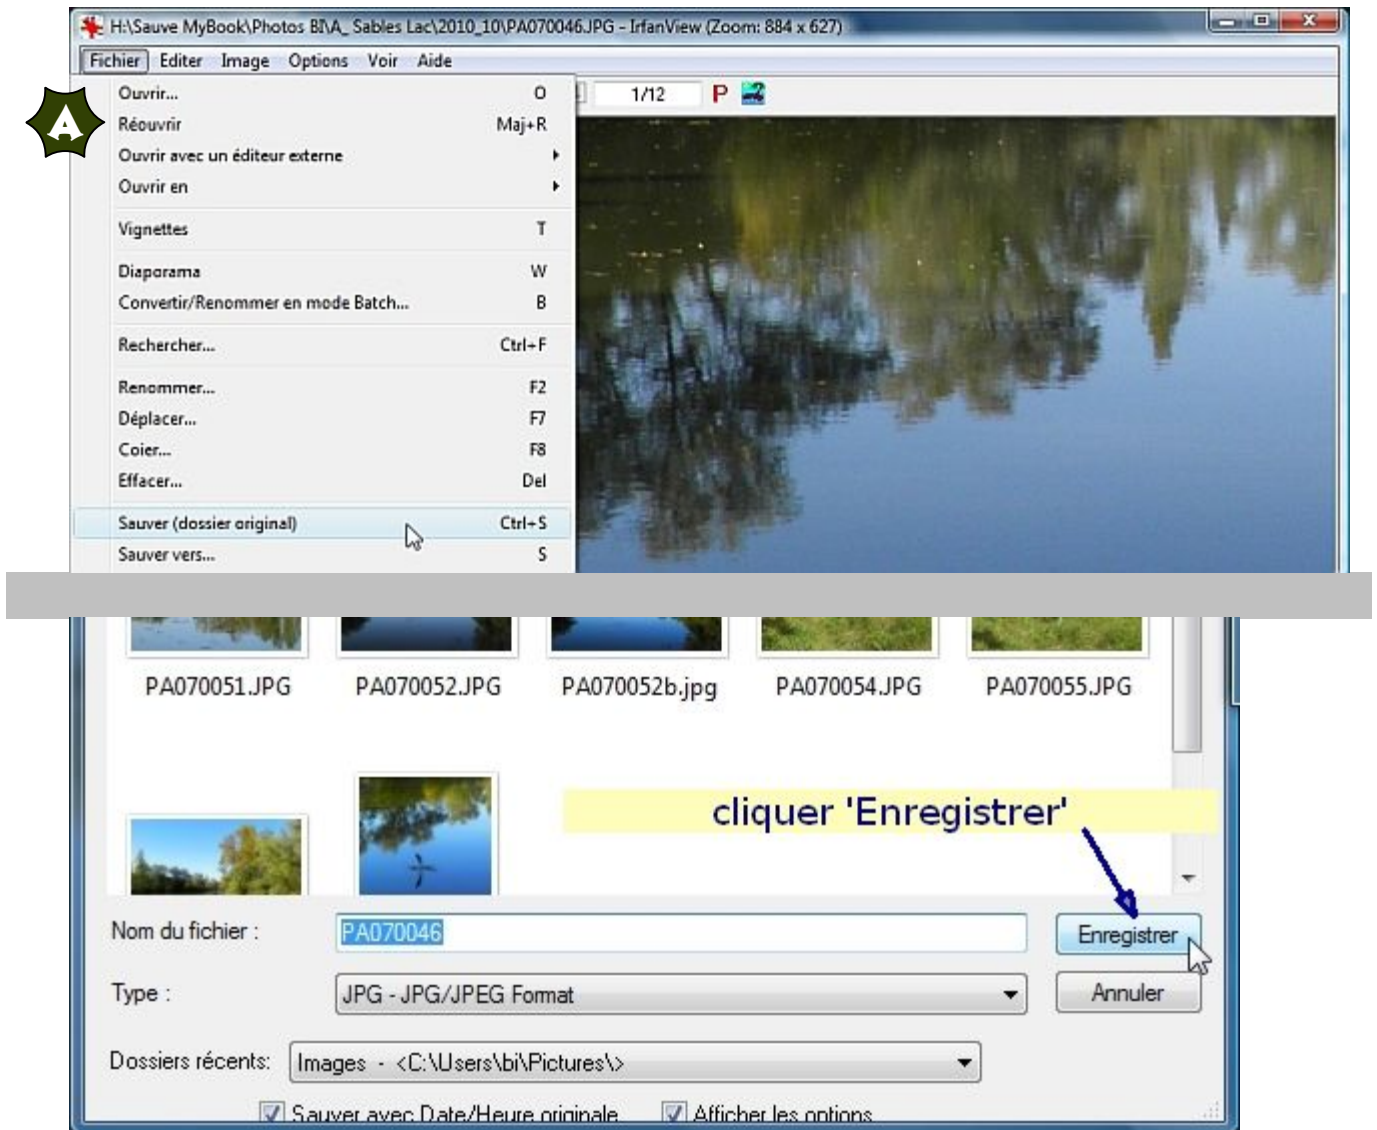 H:\Sauve MyBook\Photos BI\A_ Sables Lac\2010_10\PA070046.JPG - IrfanView (Zoom: 884 x 627)
Fichier Editer Image Options Voir Aide
1/12 P
A
Ouvrir... O
Réouvrir Maj+R
Ouvrir avec un éditeur externe
Ouvrir en
Vignettes T
Diaporama W
Convertir/Renommer en mode Batch... B
Rechercher... Ctrl+F
Renommer... F2
Déplacer... F7
Coier... F8
Effacer... Del
Sauver (dossier original) Ctrl+S
Sauver vers... S
PA070051.JPG PA070052.JPG PA070052b.jpg PA070054.JPG PA070055.JPG
cliquer 'Enregistrer'
Nom du fichier : PA070046 Enregistrer
Type : JPG - JPG/JPEG Format Annuler
Dossiers récents: Images - <C:\Users\bi\Pictures\>
Sauver avec Date/Heure originale Afficher les options